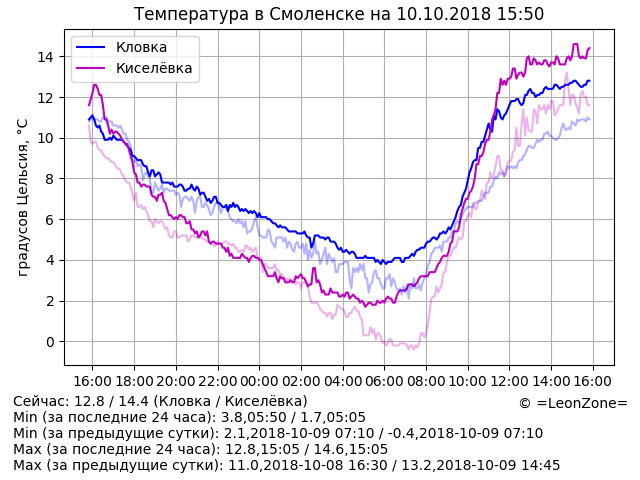 Температура в Смоленске на 10.10.2018 15:50
Кловка
Киселёвка
градусов Цельсия, °C
14
12
10
8
6
4
2
0
16:00 18:00 20:00 22:00 00:00 02:00 04:00 06:00 08:00 10:00 12:00 14:00 16:00
Сейчас: 12.8 / 14.4 (Кловка / Киселёвка)
© =LeonZone=
Min (за последние 24 часа): 3.8,05:50 / 1.7,05:05
Min (за предыдущие сутки): 2.1,2018-10-09 07:10 / -0.4,2018-10-09 07:10
Max (за последние 24 часа): 12.8,15:05 / 14.6,15:05
Max (за предыдущие сутки): 11.0,2018-10-08 16:30 / 13.2,2018-10-09 14:45